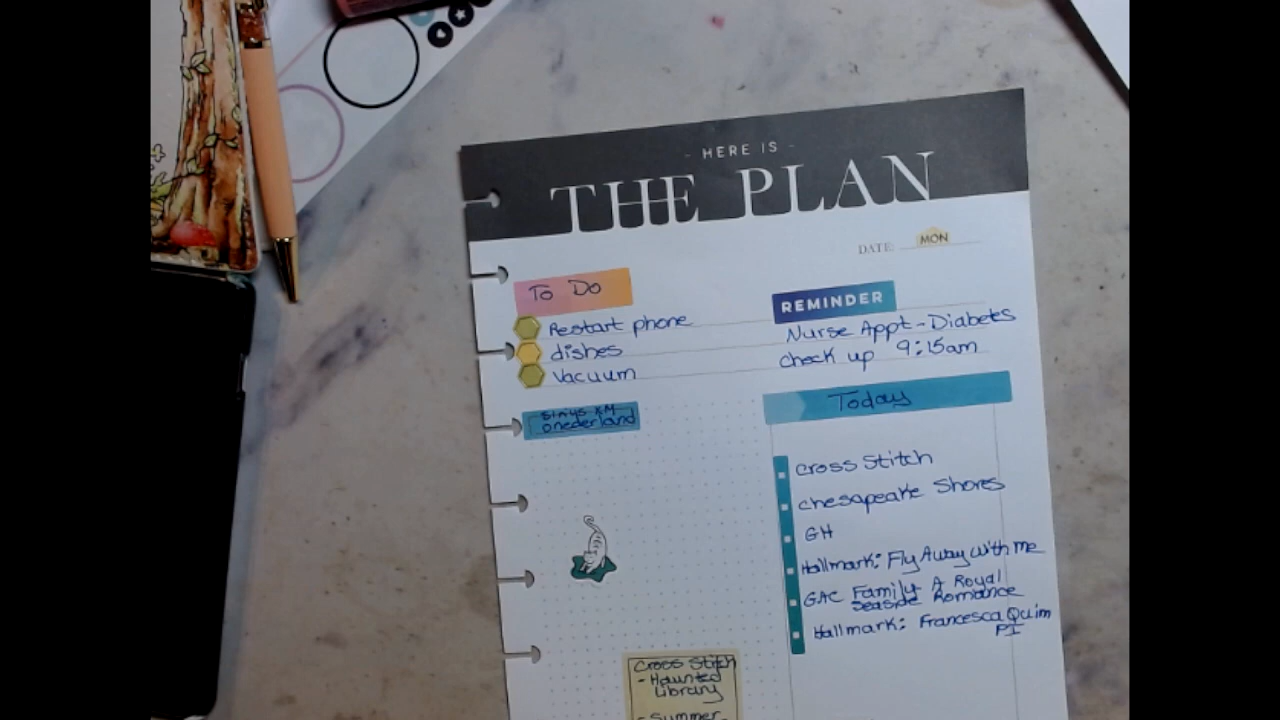 - HERE IS -
THE PLAN
DATE: MON
To Do
Restart phone
dishes
Vacuum
REMINDER
Nurse Appt - Diabetes
check up 9:15am
onederland
Today
Cross Stitch
Chesapeake Shores
GH
Hallmark: Fly Away with me
GAC Family A Royal
Seaside Romance
Hallmark: Francesca Quim
PI
Cross Stitch
- Haunted
Library
- Summer